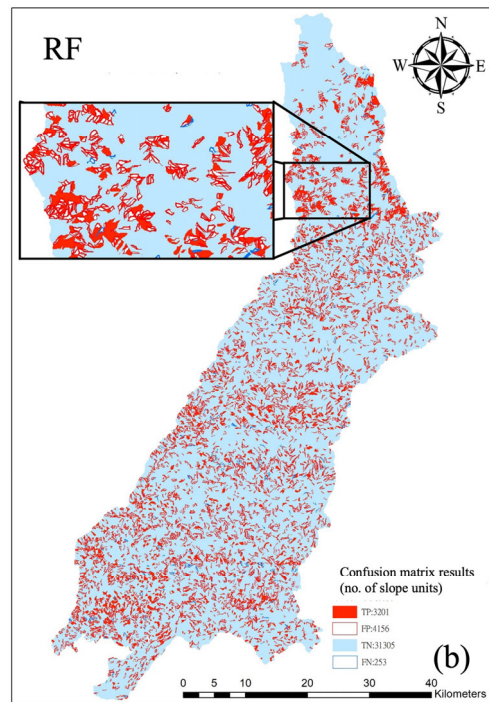 RF
N
W E
S
Confusion matrix results
(no. of slope units)
TP:3201
FP:4156
TN:31305
FN:253
(b)
0 5 10 20 30 40
Kilometers